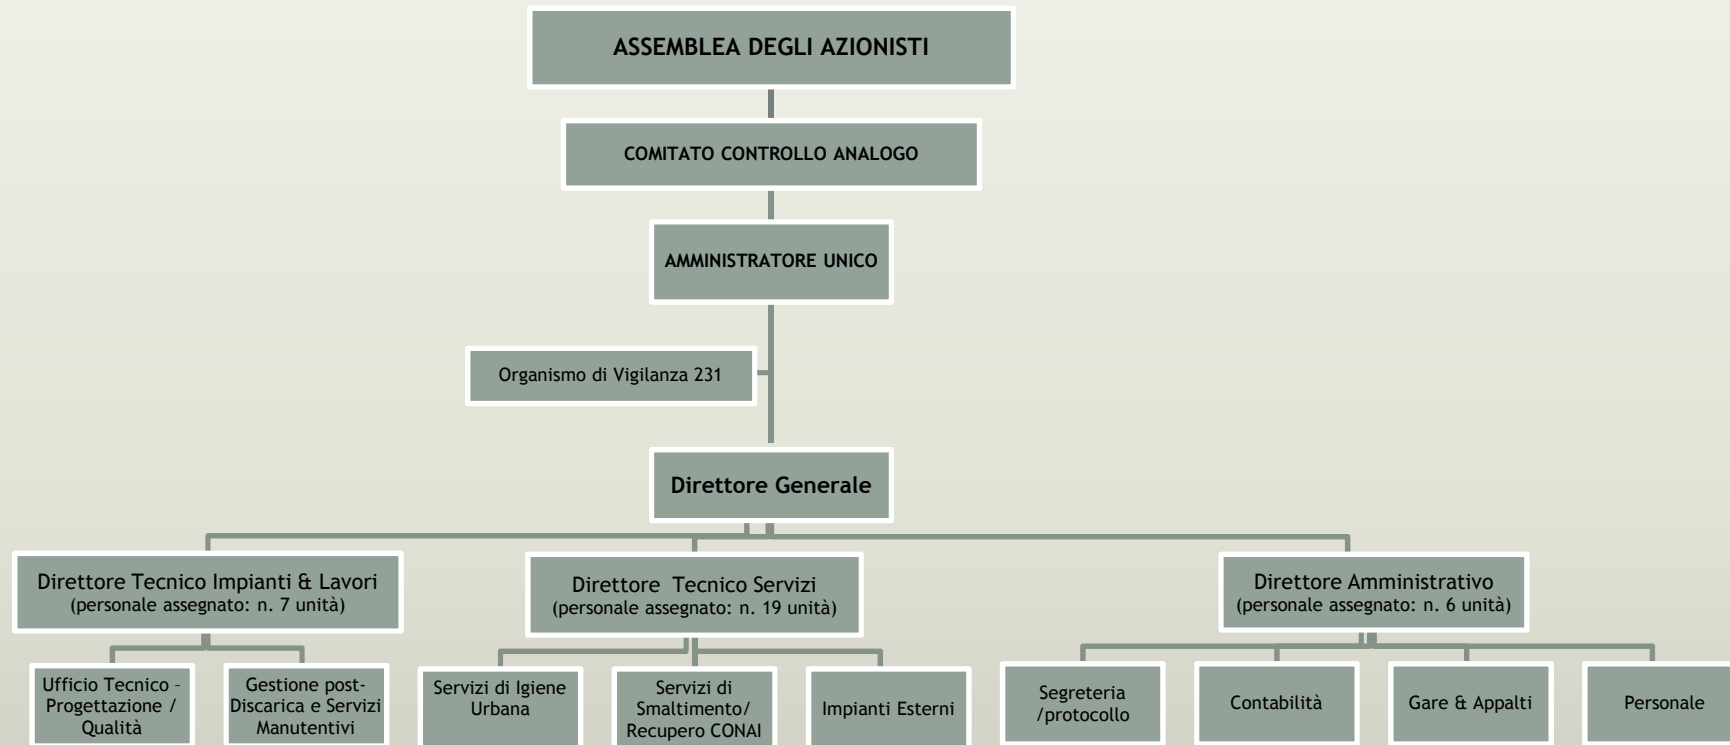 ASSEMBLEA DEGLI AZIONISTI
COMITATO CONTROLLO ANALOGO
AMMINISTRATORE UNICO
Organismo di Vigilanza 231
Direttore Generale
Direttore Tecnico Impianti & Lavori
(personale assegnato: n. 7 unità)
Direttore Tecnico Servizi
(personale assegnato: n. 19 unità)
Direttore Amministrativo
(personale assegnato: n. 6 unità)
Ufficio Tecnico –
Progettazione /
Qualità
Gestione post-
Discarica e Servizi
Manutentivi
Servizi di Igiene
Urbana
Servizi di
Smaltimento/
Recupero CONAI
Impianti Esterni
Segreteria
/protocollo
Contabilità
Gare & Appalti
Personale